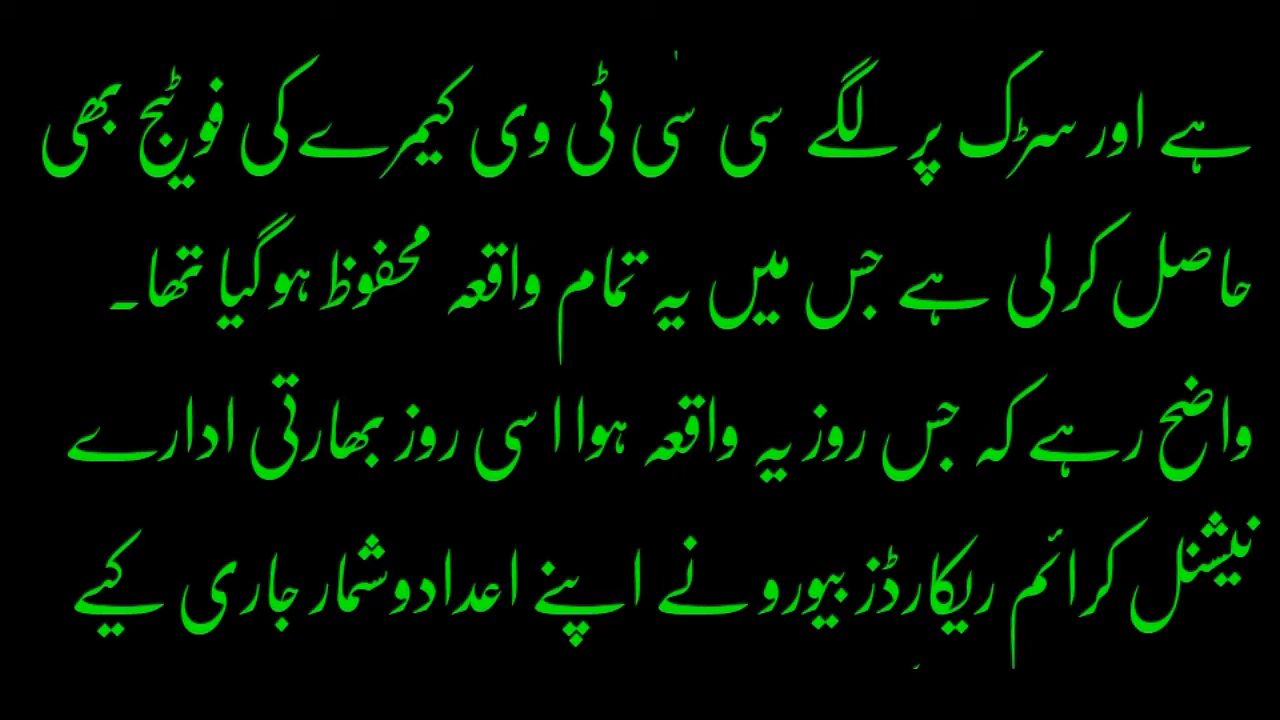 ہے اور سڑک پر لگے سی سٰی ٹی وی کیمرے کی فوٹیج بھی
حاصل کرلی ہے جس میں یہ تمام واقعہ محفوظ ہوگیا تھا۔
واضح رہے کہ جس روز یہ واقعہ ہوا اسی روز بھارتی ادارے
نیشنل کرائم ریکارڈز بیورو نے اپنے اعدادوشمار جاری کیے